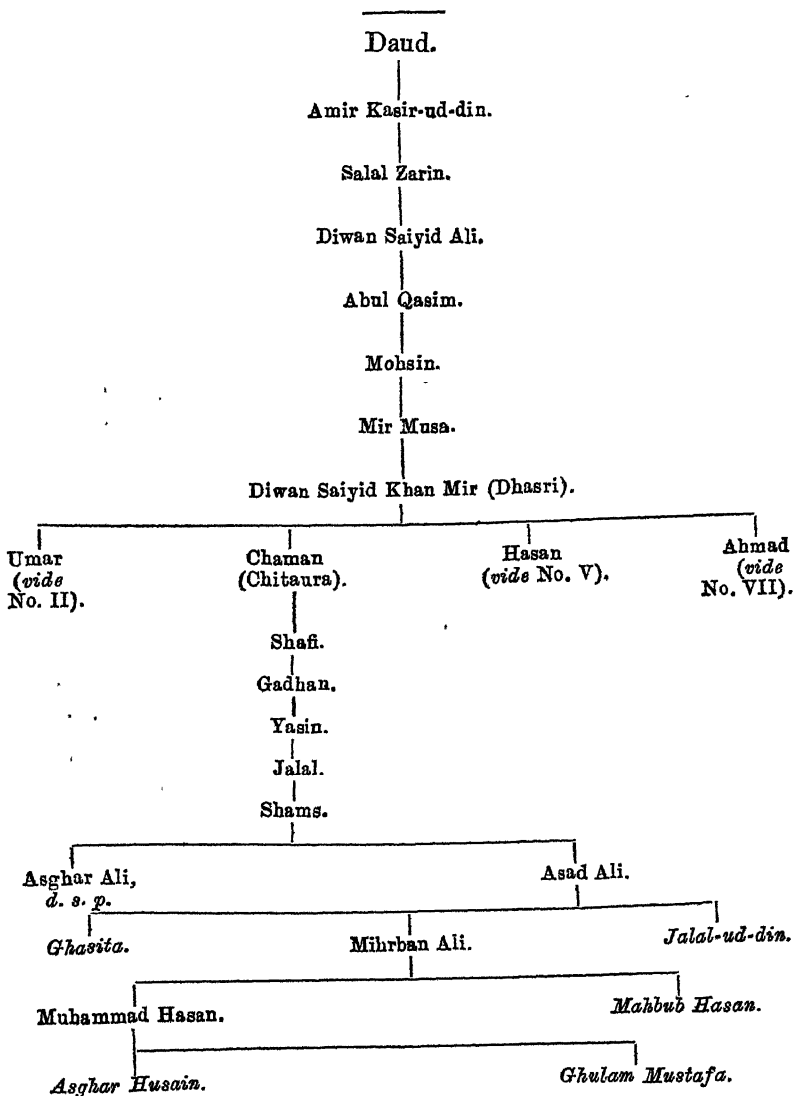 Daud.
Amir Kasir-ud-din.
Salal Zarin.
Diwan Saiyid Ali.
Abul Qasim.
Mohsin.
Mir Musa.
Diwan Saiyid Khan Mir (Dhasri).
Umar
(vide
No. II).
Chaman
(Chitaura).
Hasan
(vide No. V).
Ahmad
(vide
No. VII).
Shafi.
Gadhan.
Yasin.
Jalal.
Shams.
Asghar Ali,
d. s. p.
Asad Ali.
Ghasita.
Mihrban Ali.
Jalal-ud-din.
Muhammad Hasan.
Mahbub Hasan.
Asghar Husain.
Ghulam Mustafa.